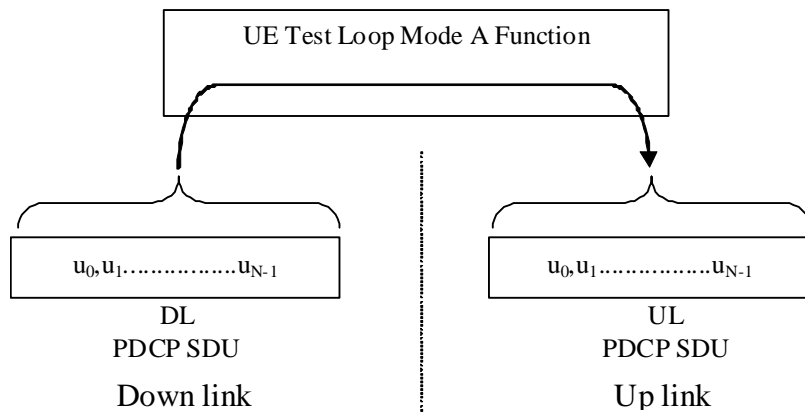 UE Test Loop Mode A Function
u0,u1.................uN-1
u0,u1.................uN-1
DL
PDCP SDU
UL
PDCP SDU
Down link
Up link